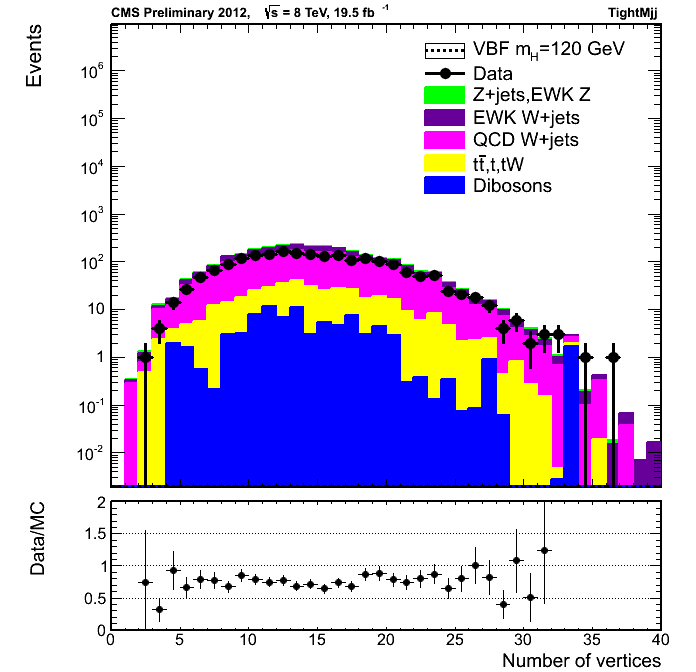 CMS Preliminary 2012, √s = 8 TeV, 19.5 fb⁻¹ TightMjj
Events
VBF m_H=120 GeV
Data
Z+jets,EWK Z
EWK W+jets
QCD W+jets
tt̄,t,tW
Dibosons
10⁶
10⁵
10⁴
10³
10²
10
1
10⁻¹
10⁻²
Data/MC
2
1.5
1
0.5
0
0 5 10 15 20 25 30 35 40
Number of vertices